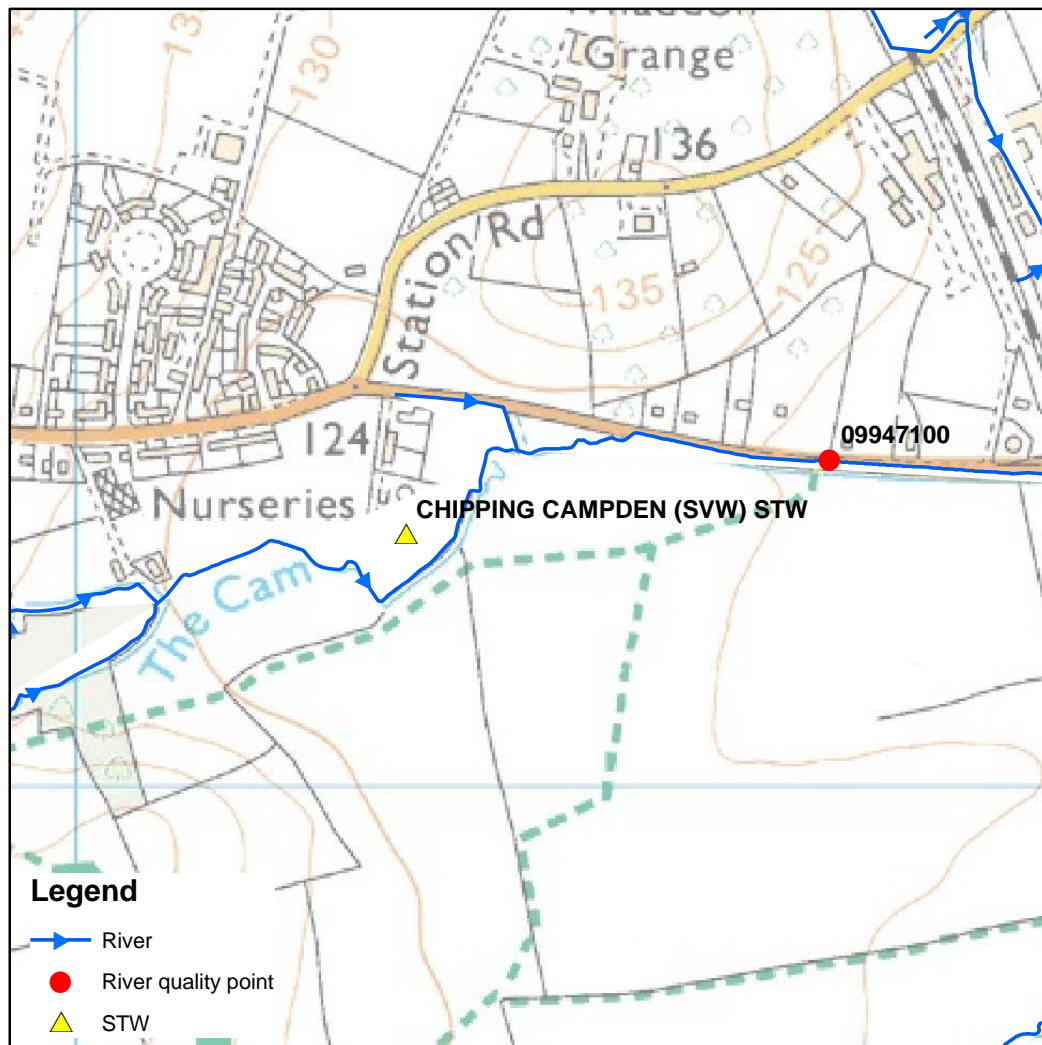 Grange
130
136
Station Rd
135
125
124
09947100
Nurseries
CHIPPING CAMPDEN (SVW) STW
The Cam
Legend
River
River quality point
STW